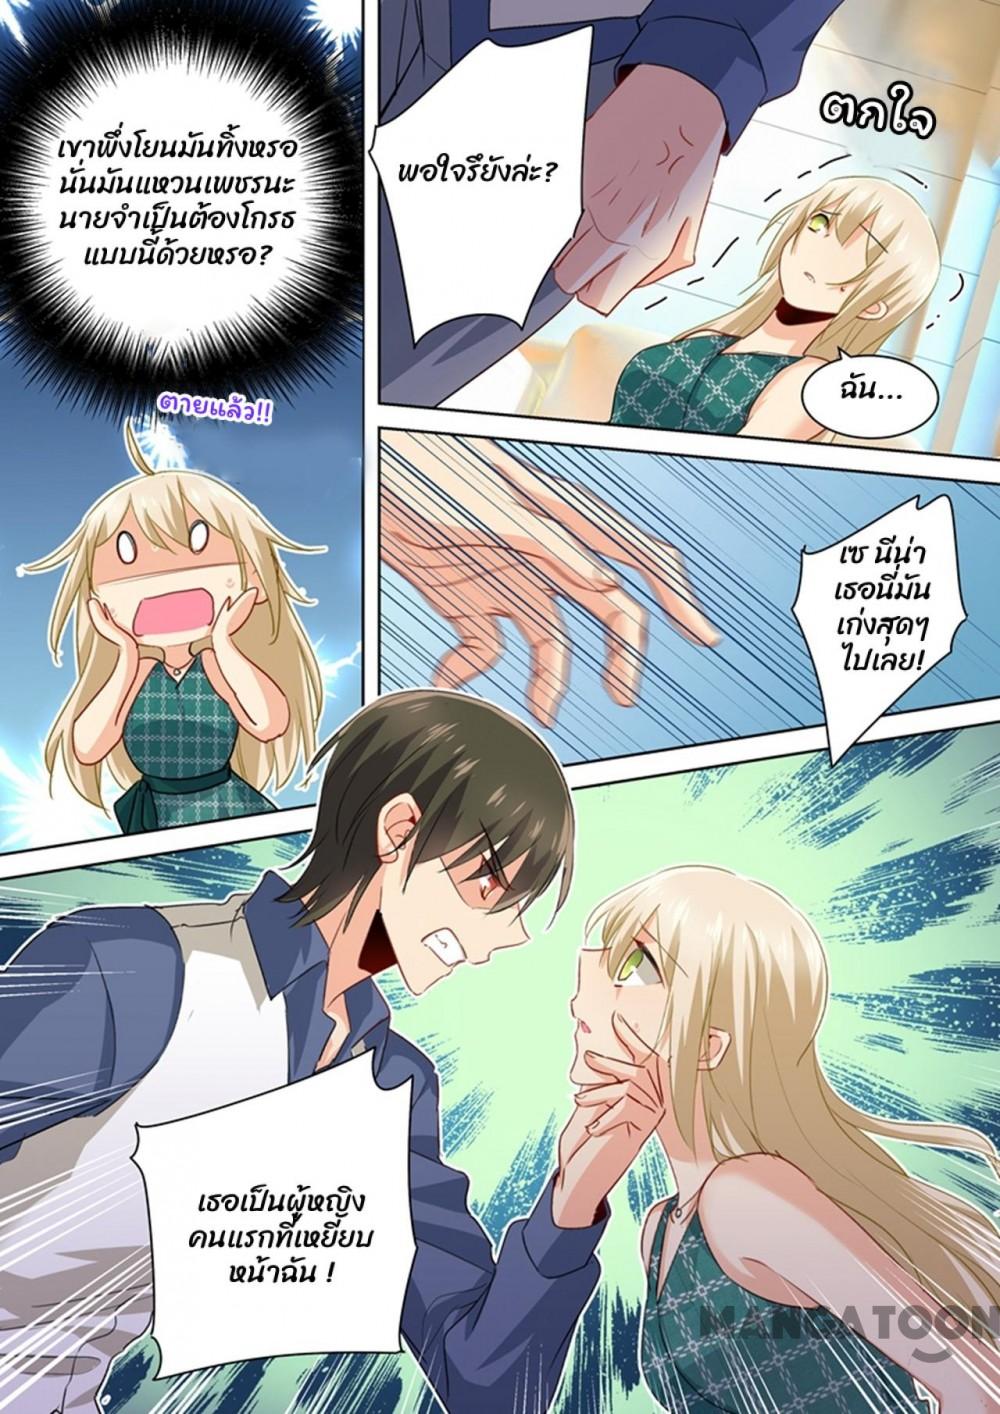 เขาพึ่งโยนมันทิ้งหรอ
นั่นมันแหวนเพชรนะ
นายจำเป็นต้องโกรธ
แบบนี้ด้วยหรอ?
ตายแล้ว!!
พอใจรึยังล่ะ?
ตกใจ
ฉัน...
เซ นีน่า
เธอนี่มัน
เก่งสุดๆ
ไปเลย!
เธอเป็นผู้หญิง
คนแรกที่เหยียบ
หน้าฉัน !
MANGATOON